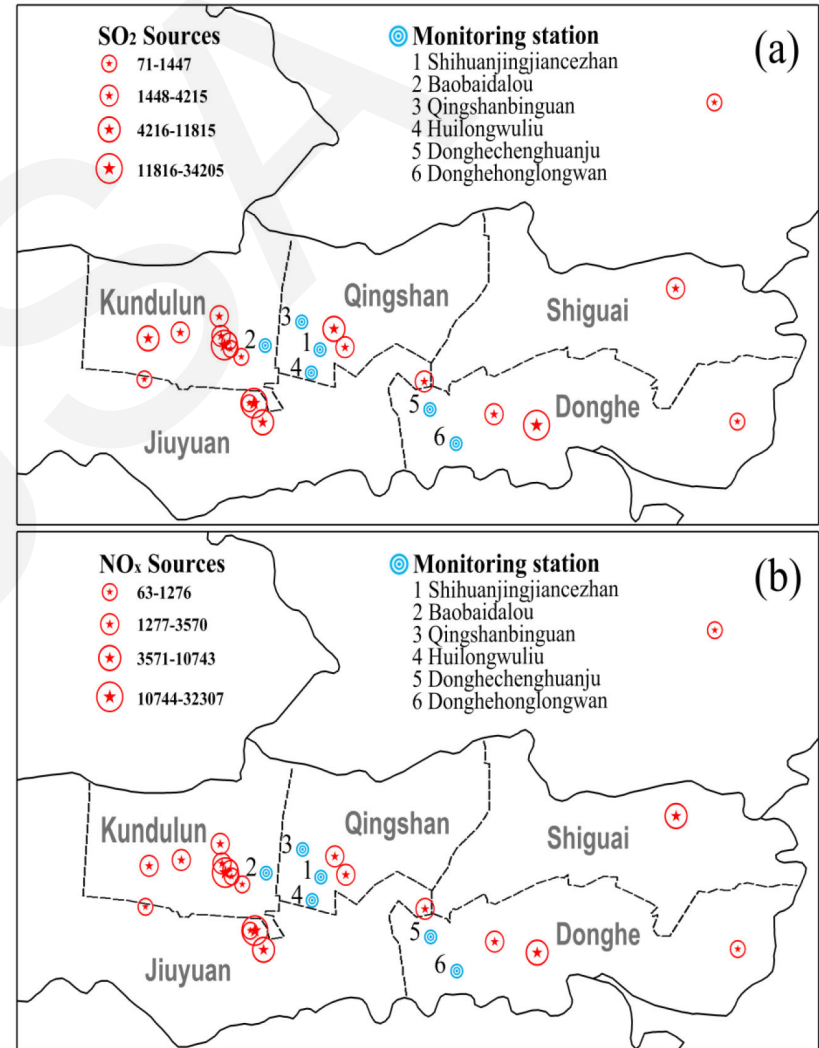 SO₂ Sources
71-1447
1448-4215
4216-11815
11816-34205
Monitoring station
1 Shihuanjingjiancezhan
2 Baobaidalou
3 Qingshanbinguan
4 Huilongwuliu
5 Donghechenghuanju
6 Donghehonglongwan
(a)
Kundulun
Qingshan
Shiguai
3
2
1
4
5
Donghe
6
Jiuyuan
NOₓ Sources
63-1276
1277-3570
3571-10743
10744-32307
Monitoring station
1 Shihuanjingjiancezhan
2 Baobaidalou
3 Qingshanbinguan
4 Huilongwuliu
5 Donghechenghuanju
6 Donghehonglongwan
(b)
Kundulun
Qingshan
Shiguai
3
2
1
4
5
Donghe
6
Jiuyuan